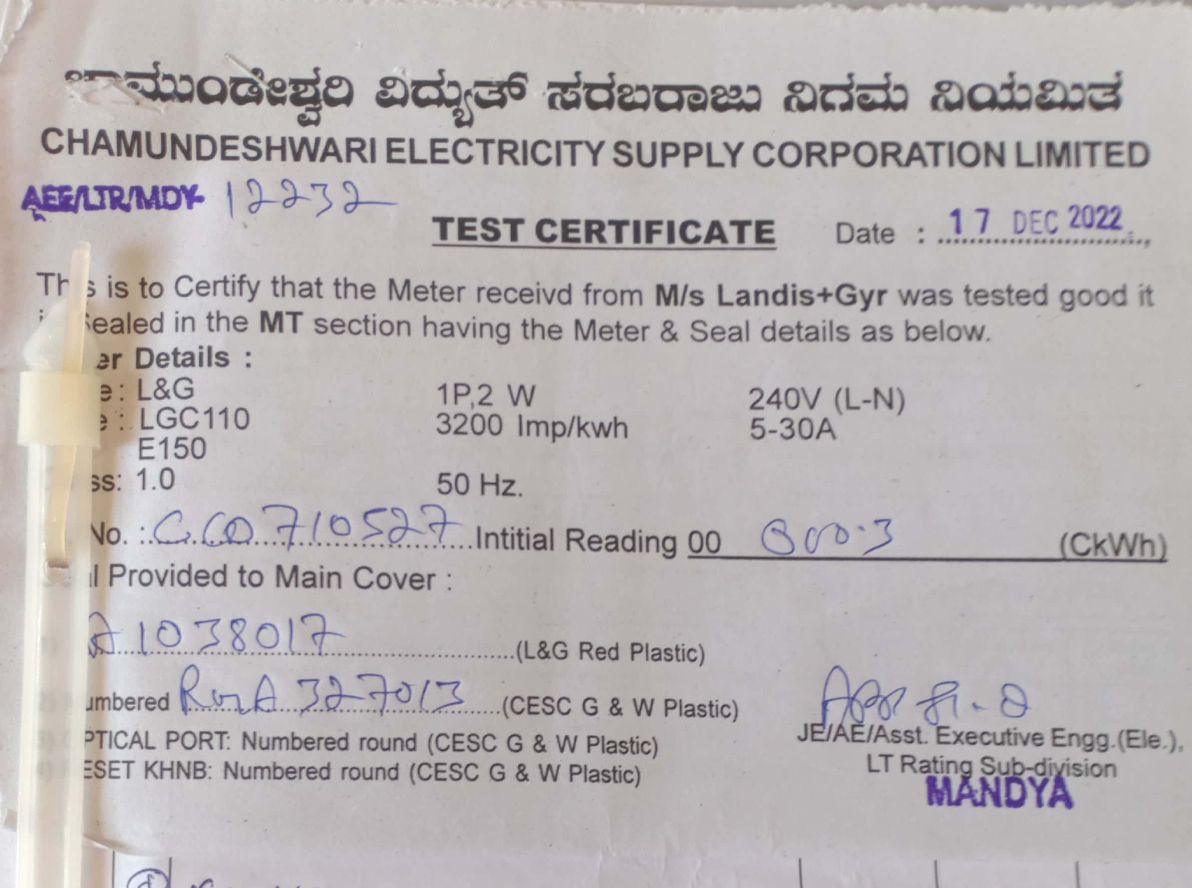 ಚಾಮುಂಡೇಶ್ವರಿ ವಿದ್ಯುತ್ ಸರಬರಾಜು ನಿಗಮ ನಿಯಮಿತ
CHAMUNDESHWARI ELECTRICITY SUPPLY CORPORATION LIMITED
AEE/LTR/MDY- 12232
TEST CERTIFICATE Date : 17 DEC 2022
This is to Certify that the Meter receivd from M/s Landis+Gyr was tested good it
Sealed in the MT section having the Meter & Seal details as below.
er Details :
e : L&G 1P,2 W 240V (L-N)
e : LGC110 3200 Imp/kwh 5-30A
E150
ss: 1.0 50 Hz.
No. : 710527 Intitial Reading 00 (CkWh)
l Provided to Main Cover :
A1038017 (L&G Red Plastic)
umbered 327013 (CESC G & W Plastic)
PTICAL PORT: Numbered round (CESC G & W Plastic)
ESET KHNB: Numbered round (CESC G & W Plastic)
JE/AE/Asst. Executive Engg.(Ele.),
LT Rating Sub-division
MANDYA